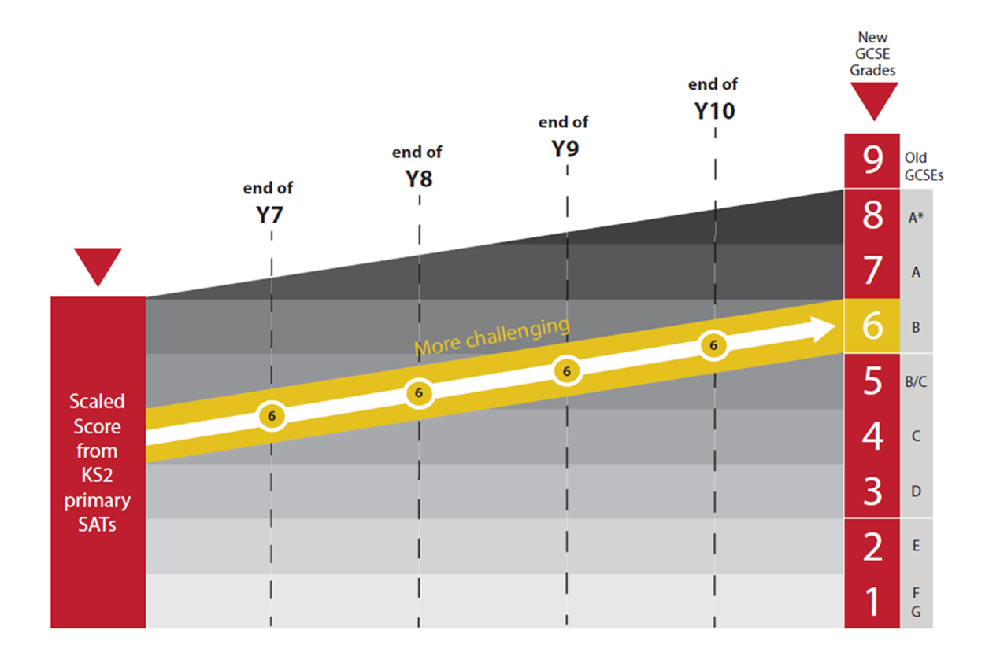 New
GCSE
Grades
end of
Y10
end of
Y9
end of
Y8
end of
Y7
9
Old
GCSEs
8
A*
7
A
More challenging
6
B
6
6
6
6
5
B/C
4
C
3
D
2
E
1
F
G
Scaled
Score
from
KS2
primary
SATs